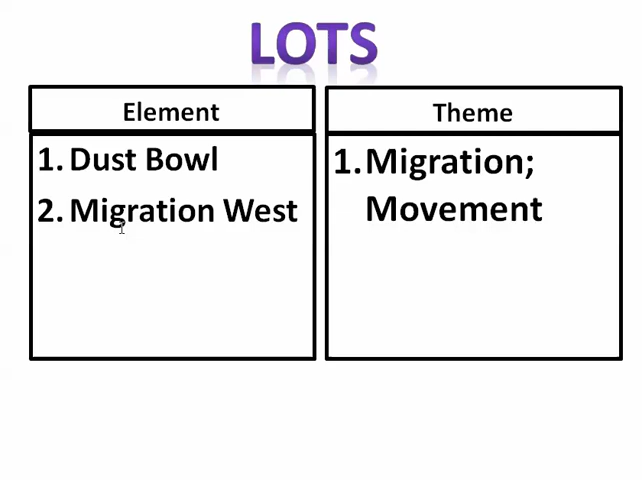 LOTS
Element
Theme
1. Dust Bowl
2. Migration West
1. Migration;
Movement